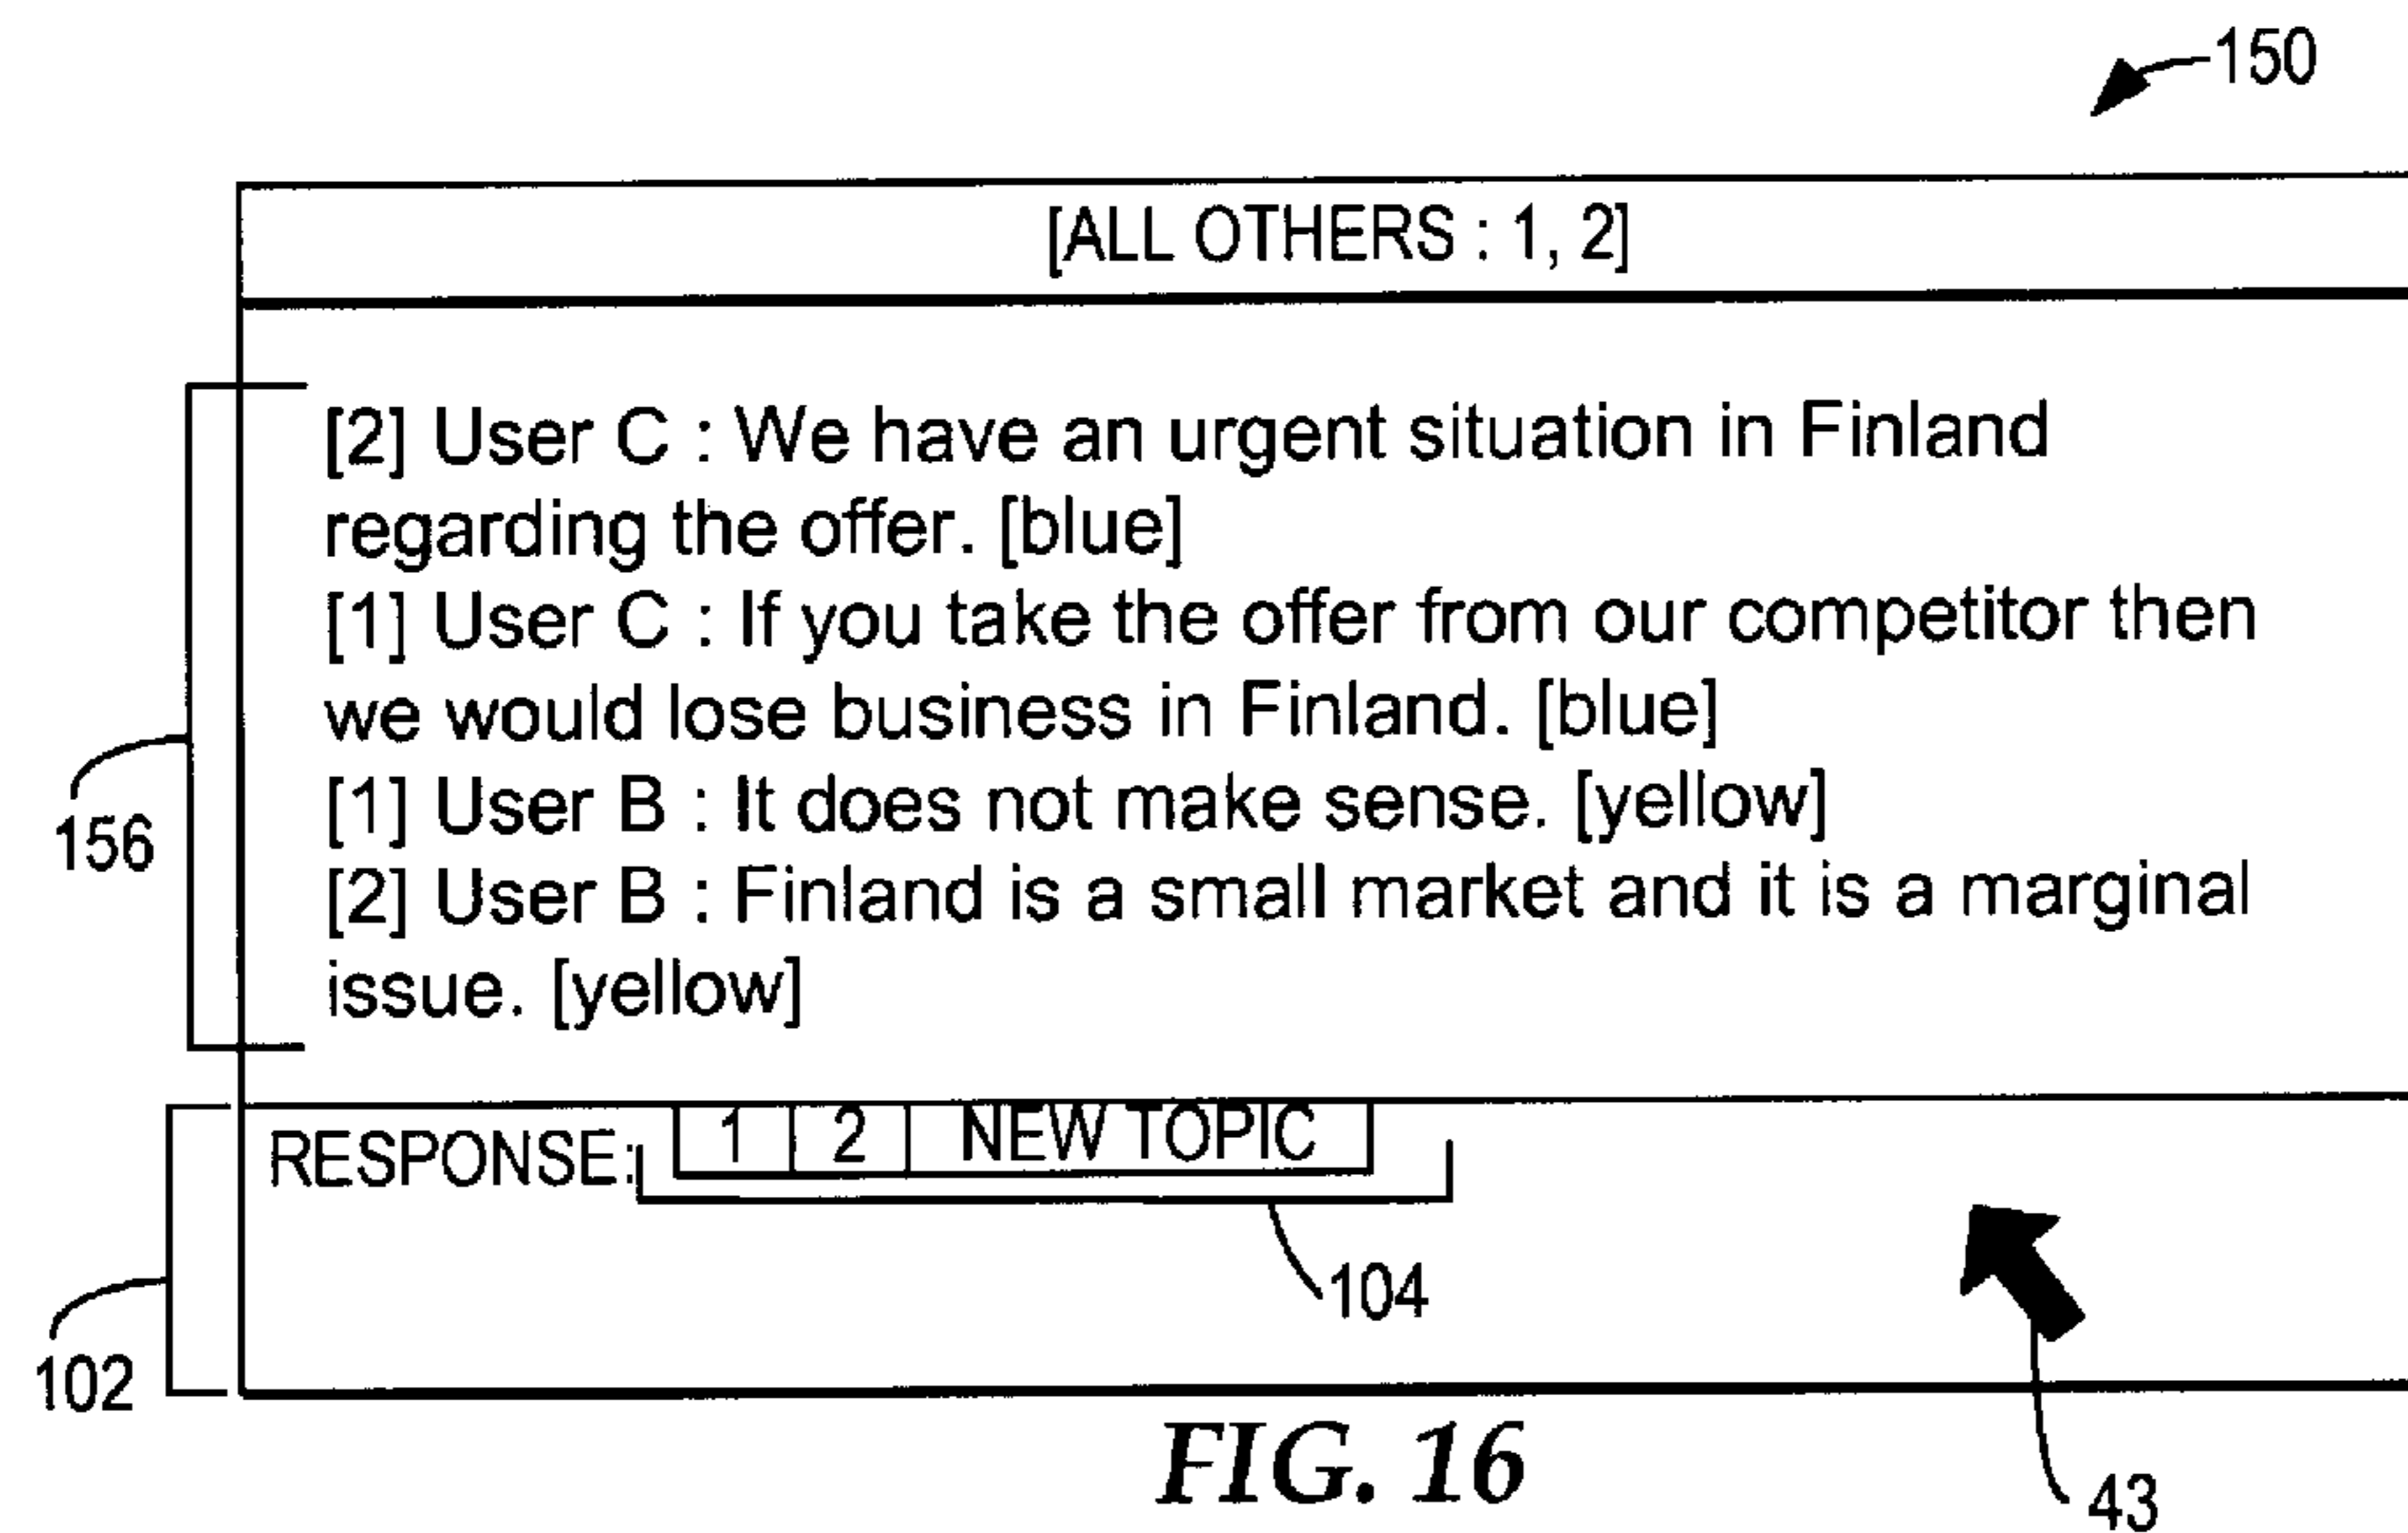 150
[ALL OTHERS : 1, 2]
[2] User C : We have an urgent situation in Finland
regarding the offer. [blue]
[1] User C : If you take the offer from our competitor then
we would lose business in Finland. [blue]
[1] User B : It does not make sense. [yellow]
[2] User B : Finland is a small market and it is a marginal
issue. [yellow]
156
RESPONSE: 1 2 NEW TOPIC
104
102
FIG. 16
43